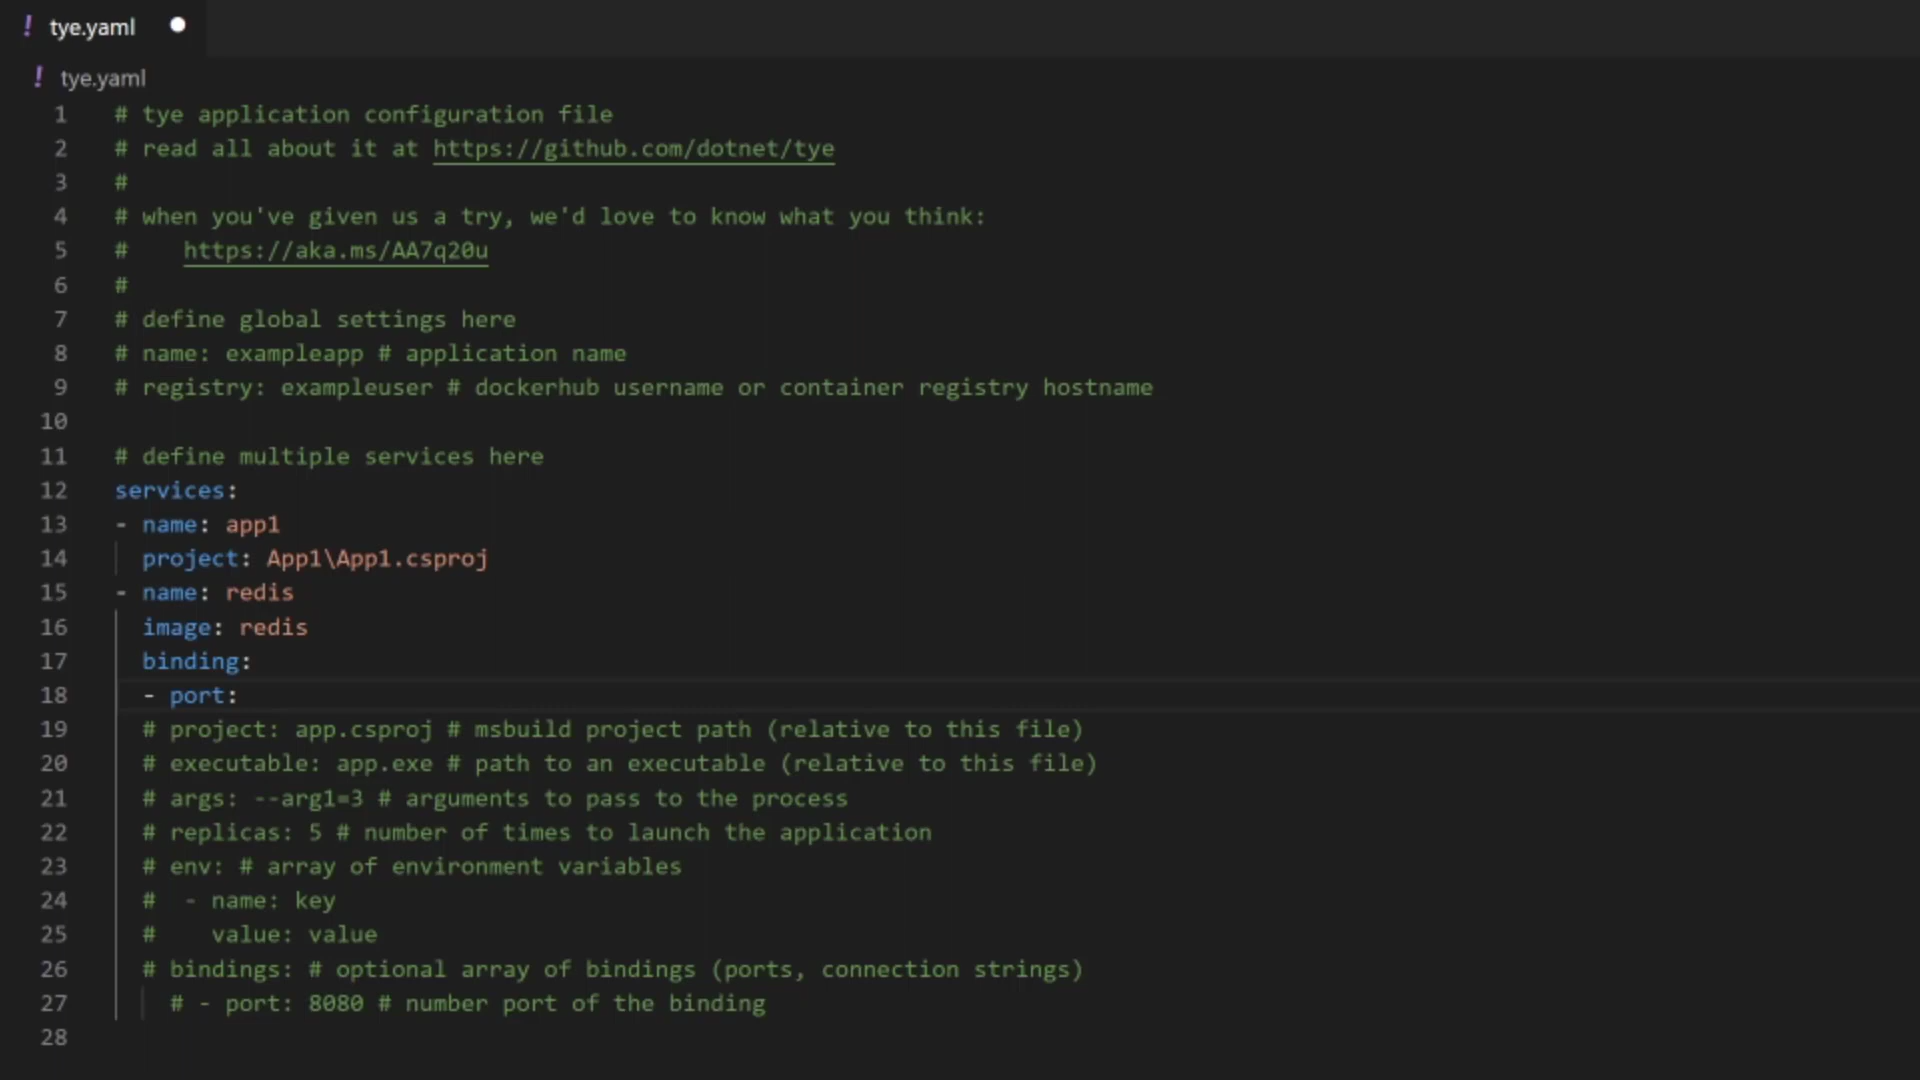 ! tye.yaml
! tye.yaml
1 # tye application configuration file
2 # read all about it at https://github.com/dotnet/tye
3 #
4 # when you've given us a try, we'd love to know what you think:
5 #    https://aka.ms/AA7q20u
6 #
7 # define global settings here
8 # name: exampleapp # application name
9 # registry: exampleuser # dockerhub username or container registry hostname
10
11 # define multiple services here
12 services:
13 - name: app1
14   project: App1\App1.csproj
15 - name: redis
16   image: redis
17   binding:
18   - port:
19   # project: app.csproj # msbuild project path (relative to this file)
20   # executable: app.exe # path to an executable (relative to this file)
21   # args: --arg1=3 # arguments to pass to the process
22   # replicas: 5 # number of times to launch the application
23   # env: # array of environment variables
24   #  - name: key
25   #    value: value
26   # bindings: # optional array of bindings (ports, connection strings)
27     # - port: 8080 # number port of the binding
28